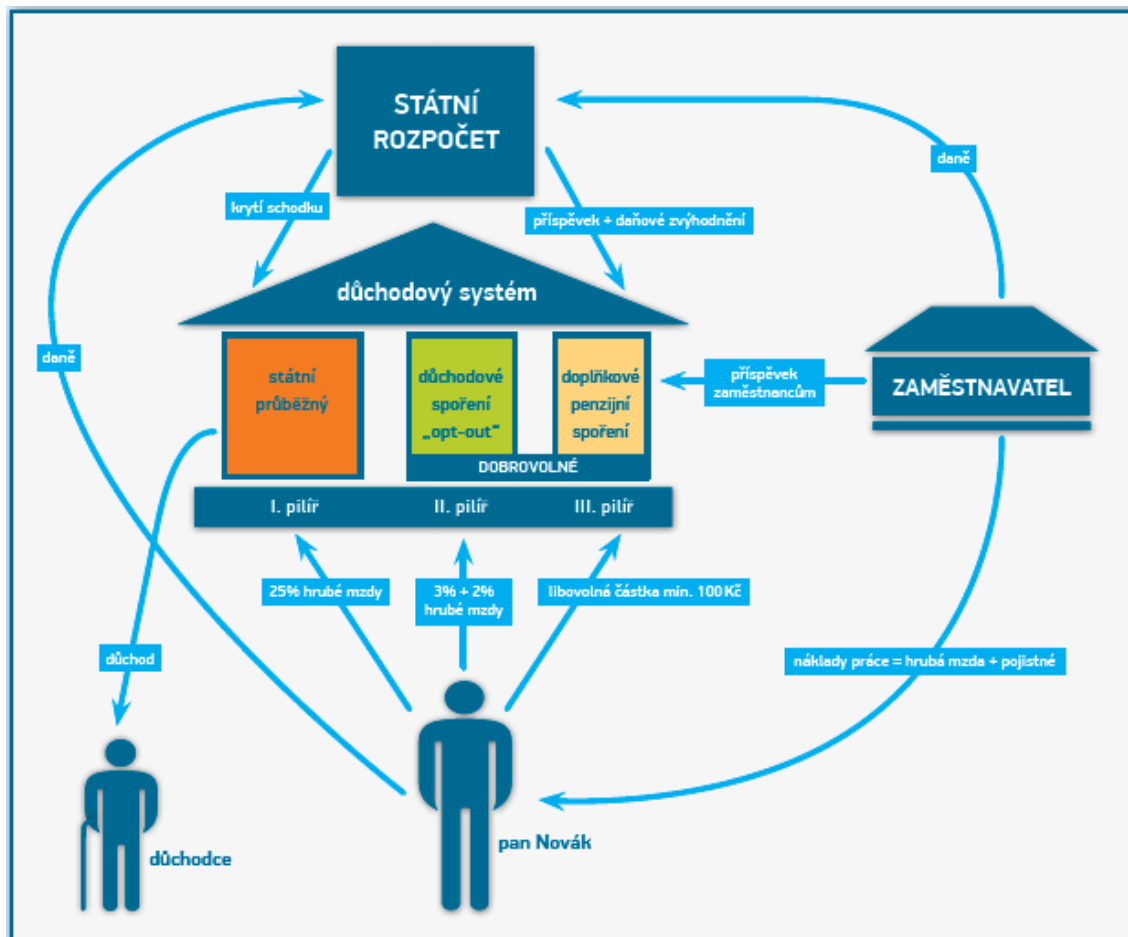 STÁTNÍ
ROZPOČET
daně
krytí schodku
příspěvek + daňové zvýhodnění
důchodový systém
daně
státní
průběžný
důchodové
spoření
„opt-out“
doplňkové
penzijní
spoření
příspěvek
zaměstnancům
ZAMĚSTNAVATEL
DOBROVOLNÉ
I. pilíř
II. pilíř
III. pilíř
25% hrubé mzdy
3% + 2%
hrubé mzdy
libovolná částka min. 100 Kč
důchod
náklady práce = hrubá mzda + pojistné
důchodce
pan Novák